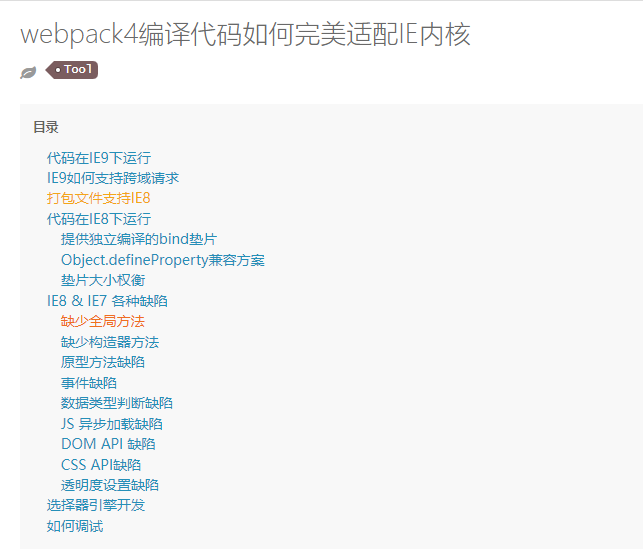 webpack4编译代码如何完美适配IE内核
Tool
目录
代码在IE9下运行
IE9如何支持跨域请求
打包文件支持IE8
代码在IE8下运行
提供独立编译的bind垫片
Object.defineProperty兼容方案
垫片大小权衡
IE8 & IE7 各种缺陷
缺少全局方法
缺少构造器方法
原型方法缺陷
事件缺陷
数据类型判断缺陷
JS 异步加载缺陷
DOM API 缺陷
CSS API缺陷
透明度设置缺陷
选择器引擎开发
如何调试